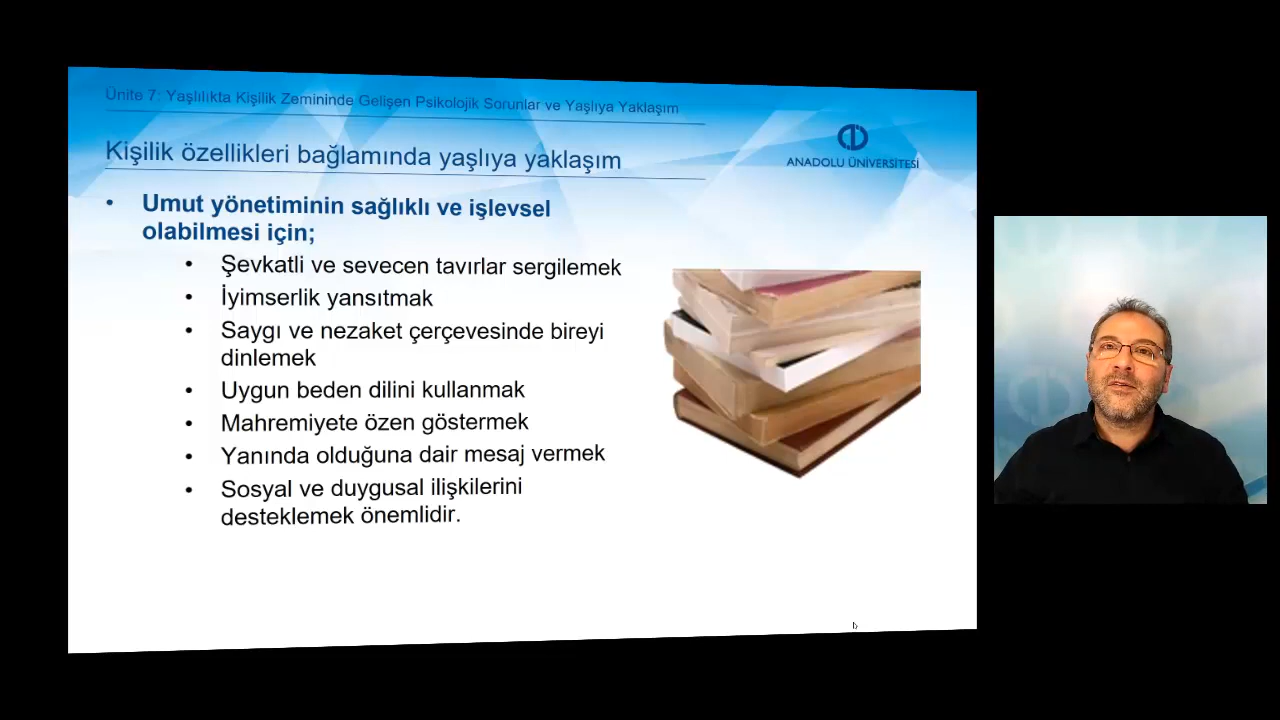 Ünite 7: Yaşlılıkta Kişilik Zemininde Gelişen Psikolojik Sorunlar ve Yaşlıya Yaklaşım
Kişilik özellikleri bağlamında yaşlıya yaklaşım
ANADOLU ÜNİVERSİTESİ
• Umut yönetiminin sağlıklı ve işlevsel
olabilmesi için;
• Şevkatli ve sevecen tavırlar sergilemek
• İyimserlik yansıtmak
• Saygı ve nezaket çerçevesinde bireyi
dinlemek
• Uygun beden dilini kullanmak
• Mahremiyete özen göstermek
• Yanında olduğuna dair mesaj vermek
• Sosyal ve duygusal ilişkilerini
desteklemek önemlidir.